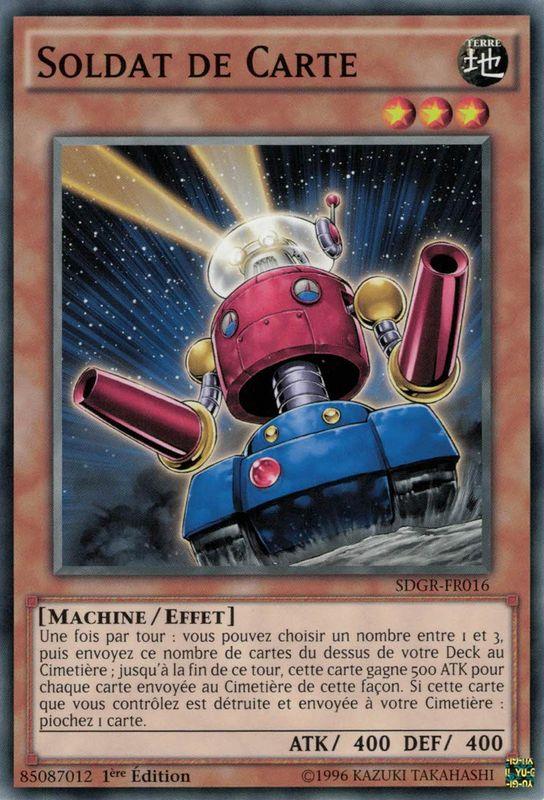 SOLDAT DE CARTE
TERRE
地
SDGR-FR016
[MACHINE/EFFET]
Une fois par tour : vous pouvez choisir un nombre entre 1 et 3,
puis envoyez ce nombre de cartes du dessus de votre Deck au
Cimetière ; jusqu'à la fin de ce tour, cette carte gagne 500 ATK pour
chaque carte envoyée au Cimetière de cette façon. Si cette carte
que vous contrôlez est détruite et envoyée à votre Cimetière :
piochez 1 carte.
ATK/ 400 DEF/ 400
85087012 1ère Édition ©1996 KAZUKI TAKAHASHI